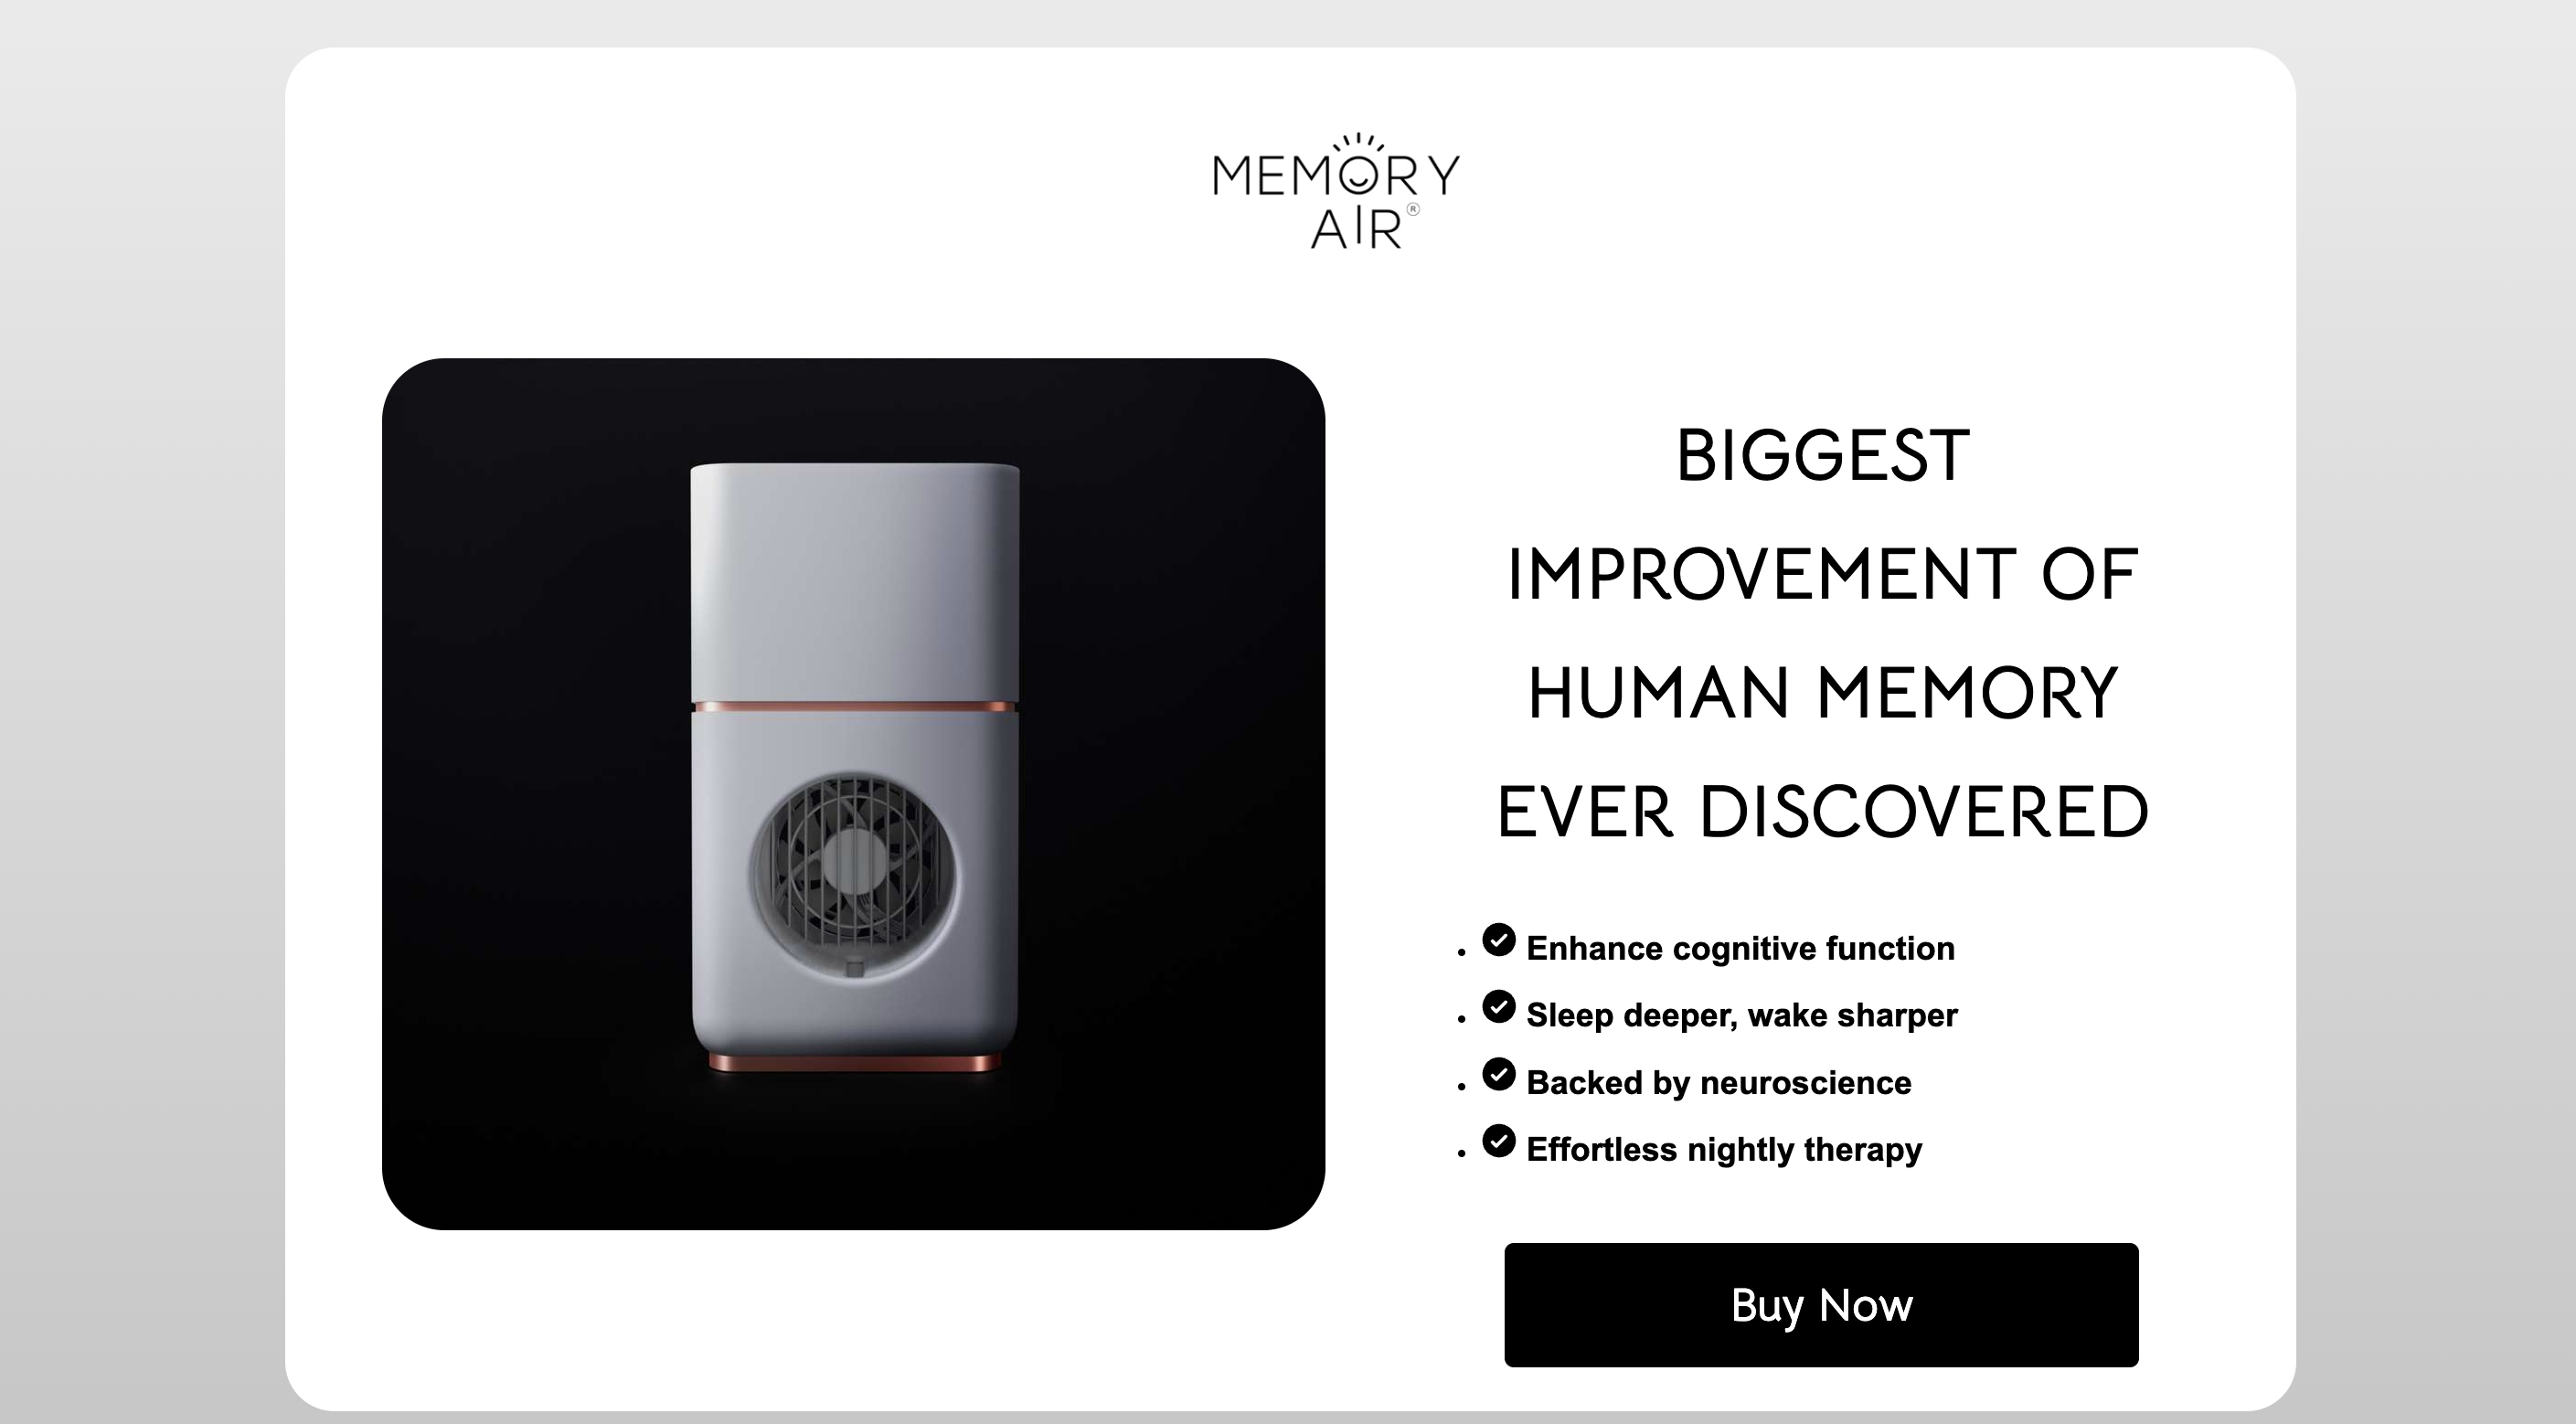 MEMORY
AIR®
BIGGEST
IMPROVEMENT OF
HUMAN MEMORY
EVER DISCOVERED
Enhance cognitive function
Sleep deeper, wake sharper
Backed by neuroscience
Effortless nightly therapy
Buy Now